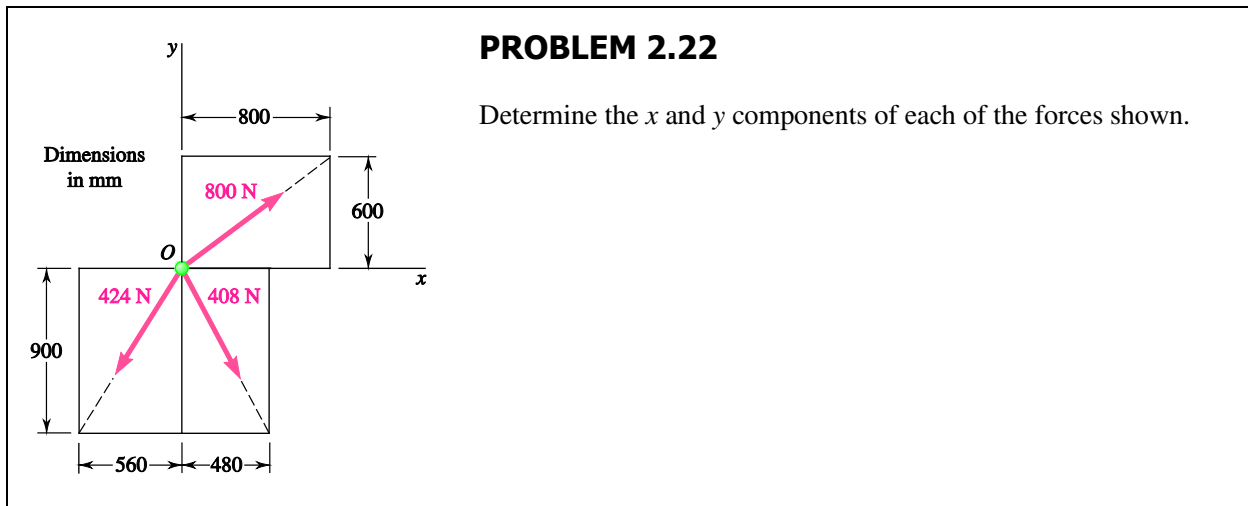 PROBLEM 2.22
Determine the x and y components of each of the forces shown.
y
800
Dimensions
in mm
800 N
600
O
x
424 N
408 N
900
560
480